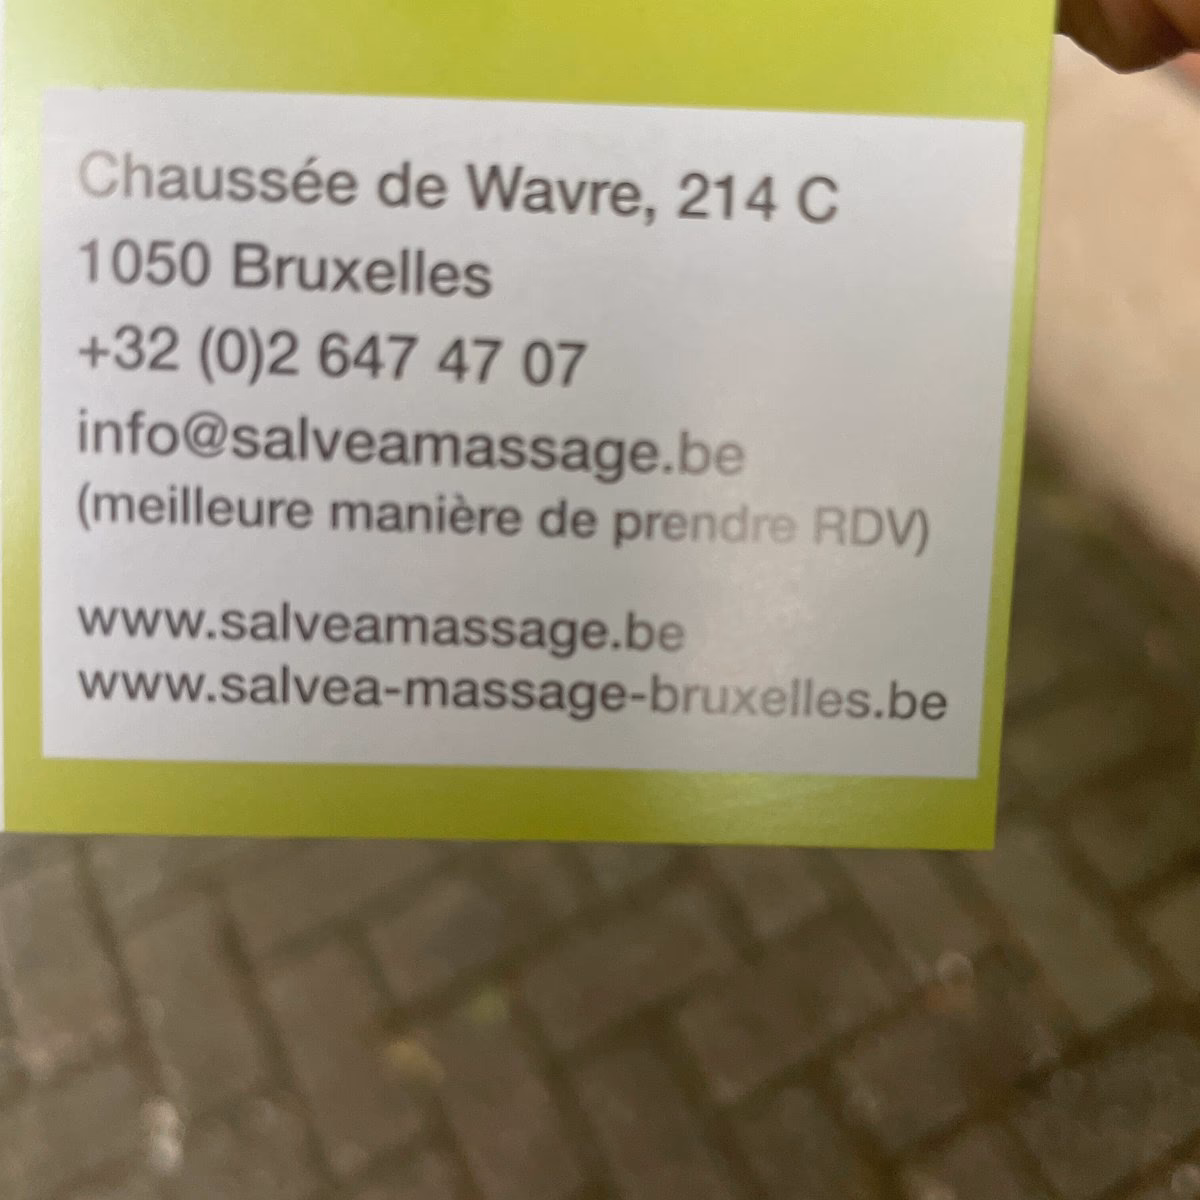 Chaussée de Wavre, 214 C
1050 Bruxelles
+32 (0)2 647 47 07
info@salveamassage.be
(meilleure manière de prendre RDV)
www.salveamassage.be
www.salvea-massage-bruxelles.be